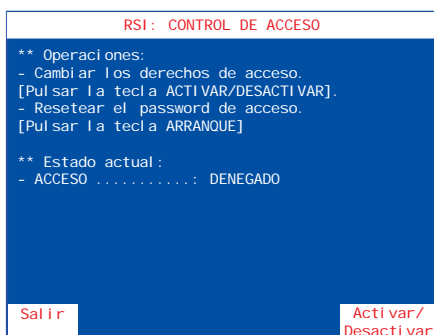 RSI: CONTROL DE ACCESO
** Operaciones:
- Cambiar los derechos de acceso.
[Pulsar la tecla ACTIVAR/DESACTIVAR].
- Resetear el password de acceso.
[Pulsar la tecla ARRANQUE]
** Estado actual:
- ACCESO ...........: DENEGADO
Salir
Activar/
Desactivar